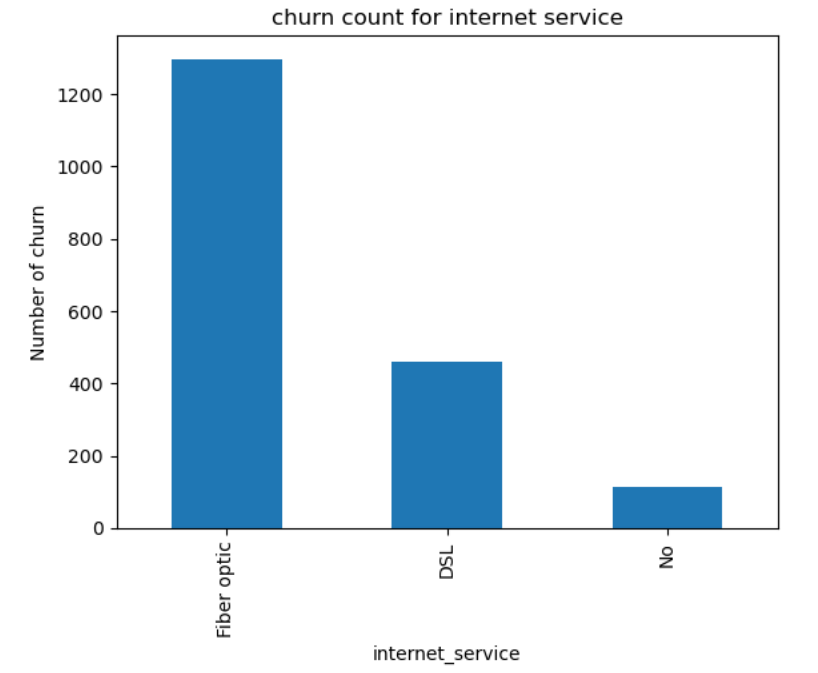 churn count for internet service
Number of churn
1200
1000
800
600
400
200
0
Fiber optic
DSL
No
internet_service